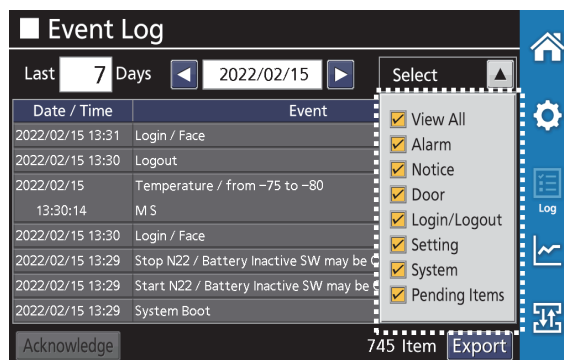 Event Log
Last 7 Days 2022/02/15 Select
Date / Time Event
2022/02/15 13:31 Login / Face
2022/02/15 13:30 Logout
2022/02/15 Temperature / from −75 to −80
13:30:14 M S
2022/02/15 13:30 Login / Face
2022/02/15 13:29 Stop N22 / Battery Inactive SW may be
2022/02/15 13:29 Start N22 / Battery Inactive SW may be
2022/02/15 13:29 System Boot
View All
Alarm
Notice
Door
Login/Logout
Setting
System
Pending Items
Acknowledge 745 Item Export
Log